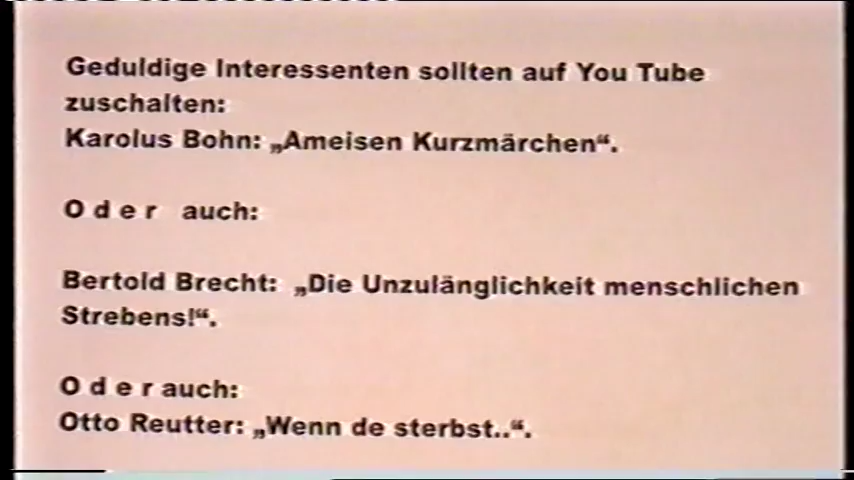 Geduldige Interessenten sollten auf You Tube
zuschalten:
Karolus Bohn: „Ameisen Kurzmärchen“.
O d e r auch:
Bertold Brecht: „Die Unzulänglichkeit menschlichen
Strebens!“.
O d e r auch:
Otto Reutter: „Wenn de sterbst..“.